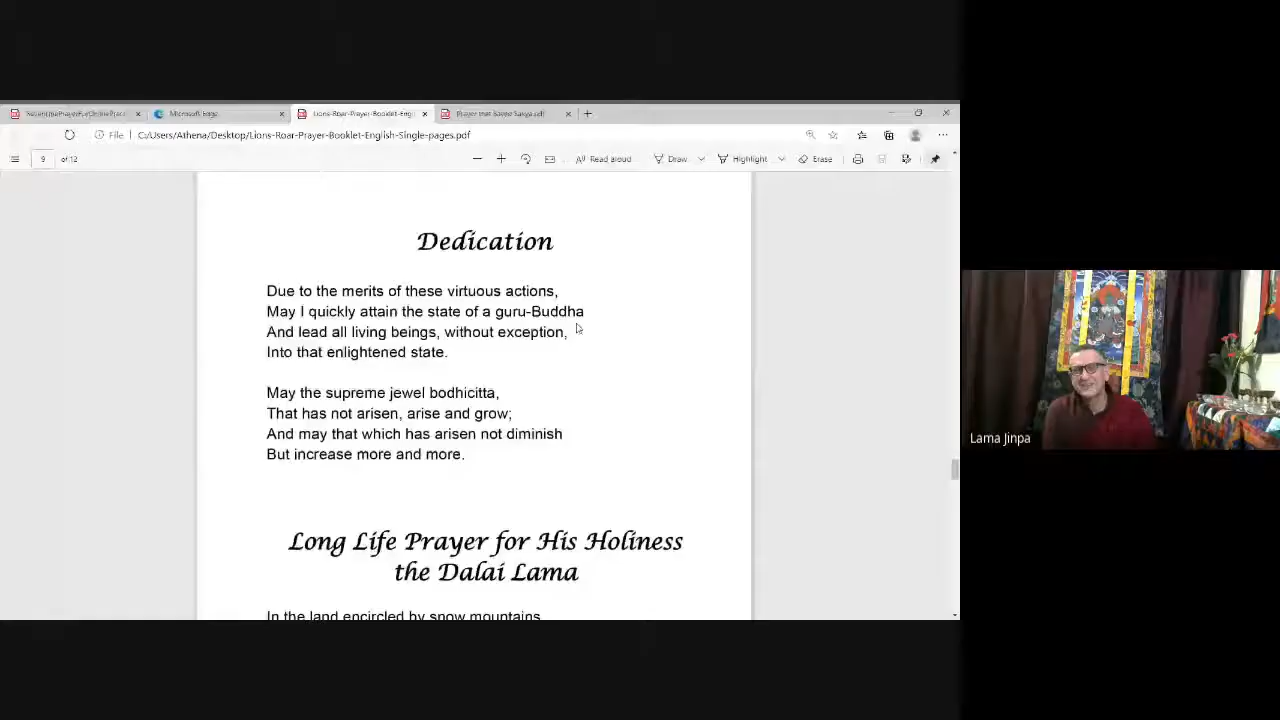 Microsoft Edge
Lions-Roar-Prayer-Booklet-Eng
Prayer that Saved Sakya.pdf
File
C:/Users/Athena/Desktop/Lions-Roar-Prayer-Booklet-English-Single-pages.pdf
9 of 12
Read aloud
Draw
Highlight
Erase
Dedication
Due to the merits of these virtuous actions,
May I quickly attain the state of a guru-Buddha
And lead all living beings, without exception,
Into that enlightened state.
May the supreme jewel bodhicitta,
That has not arisen, arise and grow;
And may that which has arisen not diminish
But increase more and more.
Long Life Prayer for His Holiness
the Dalai Lama
In the land encircled by snow mountains
Lama Jinpa